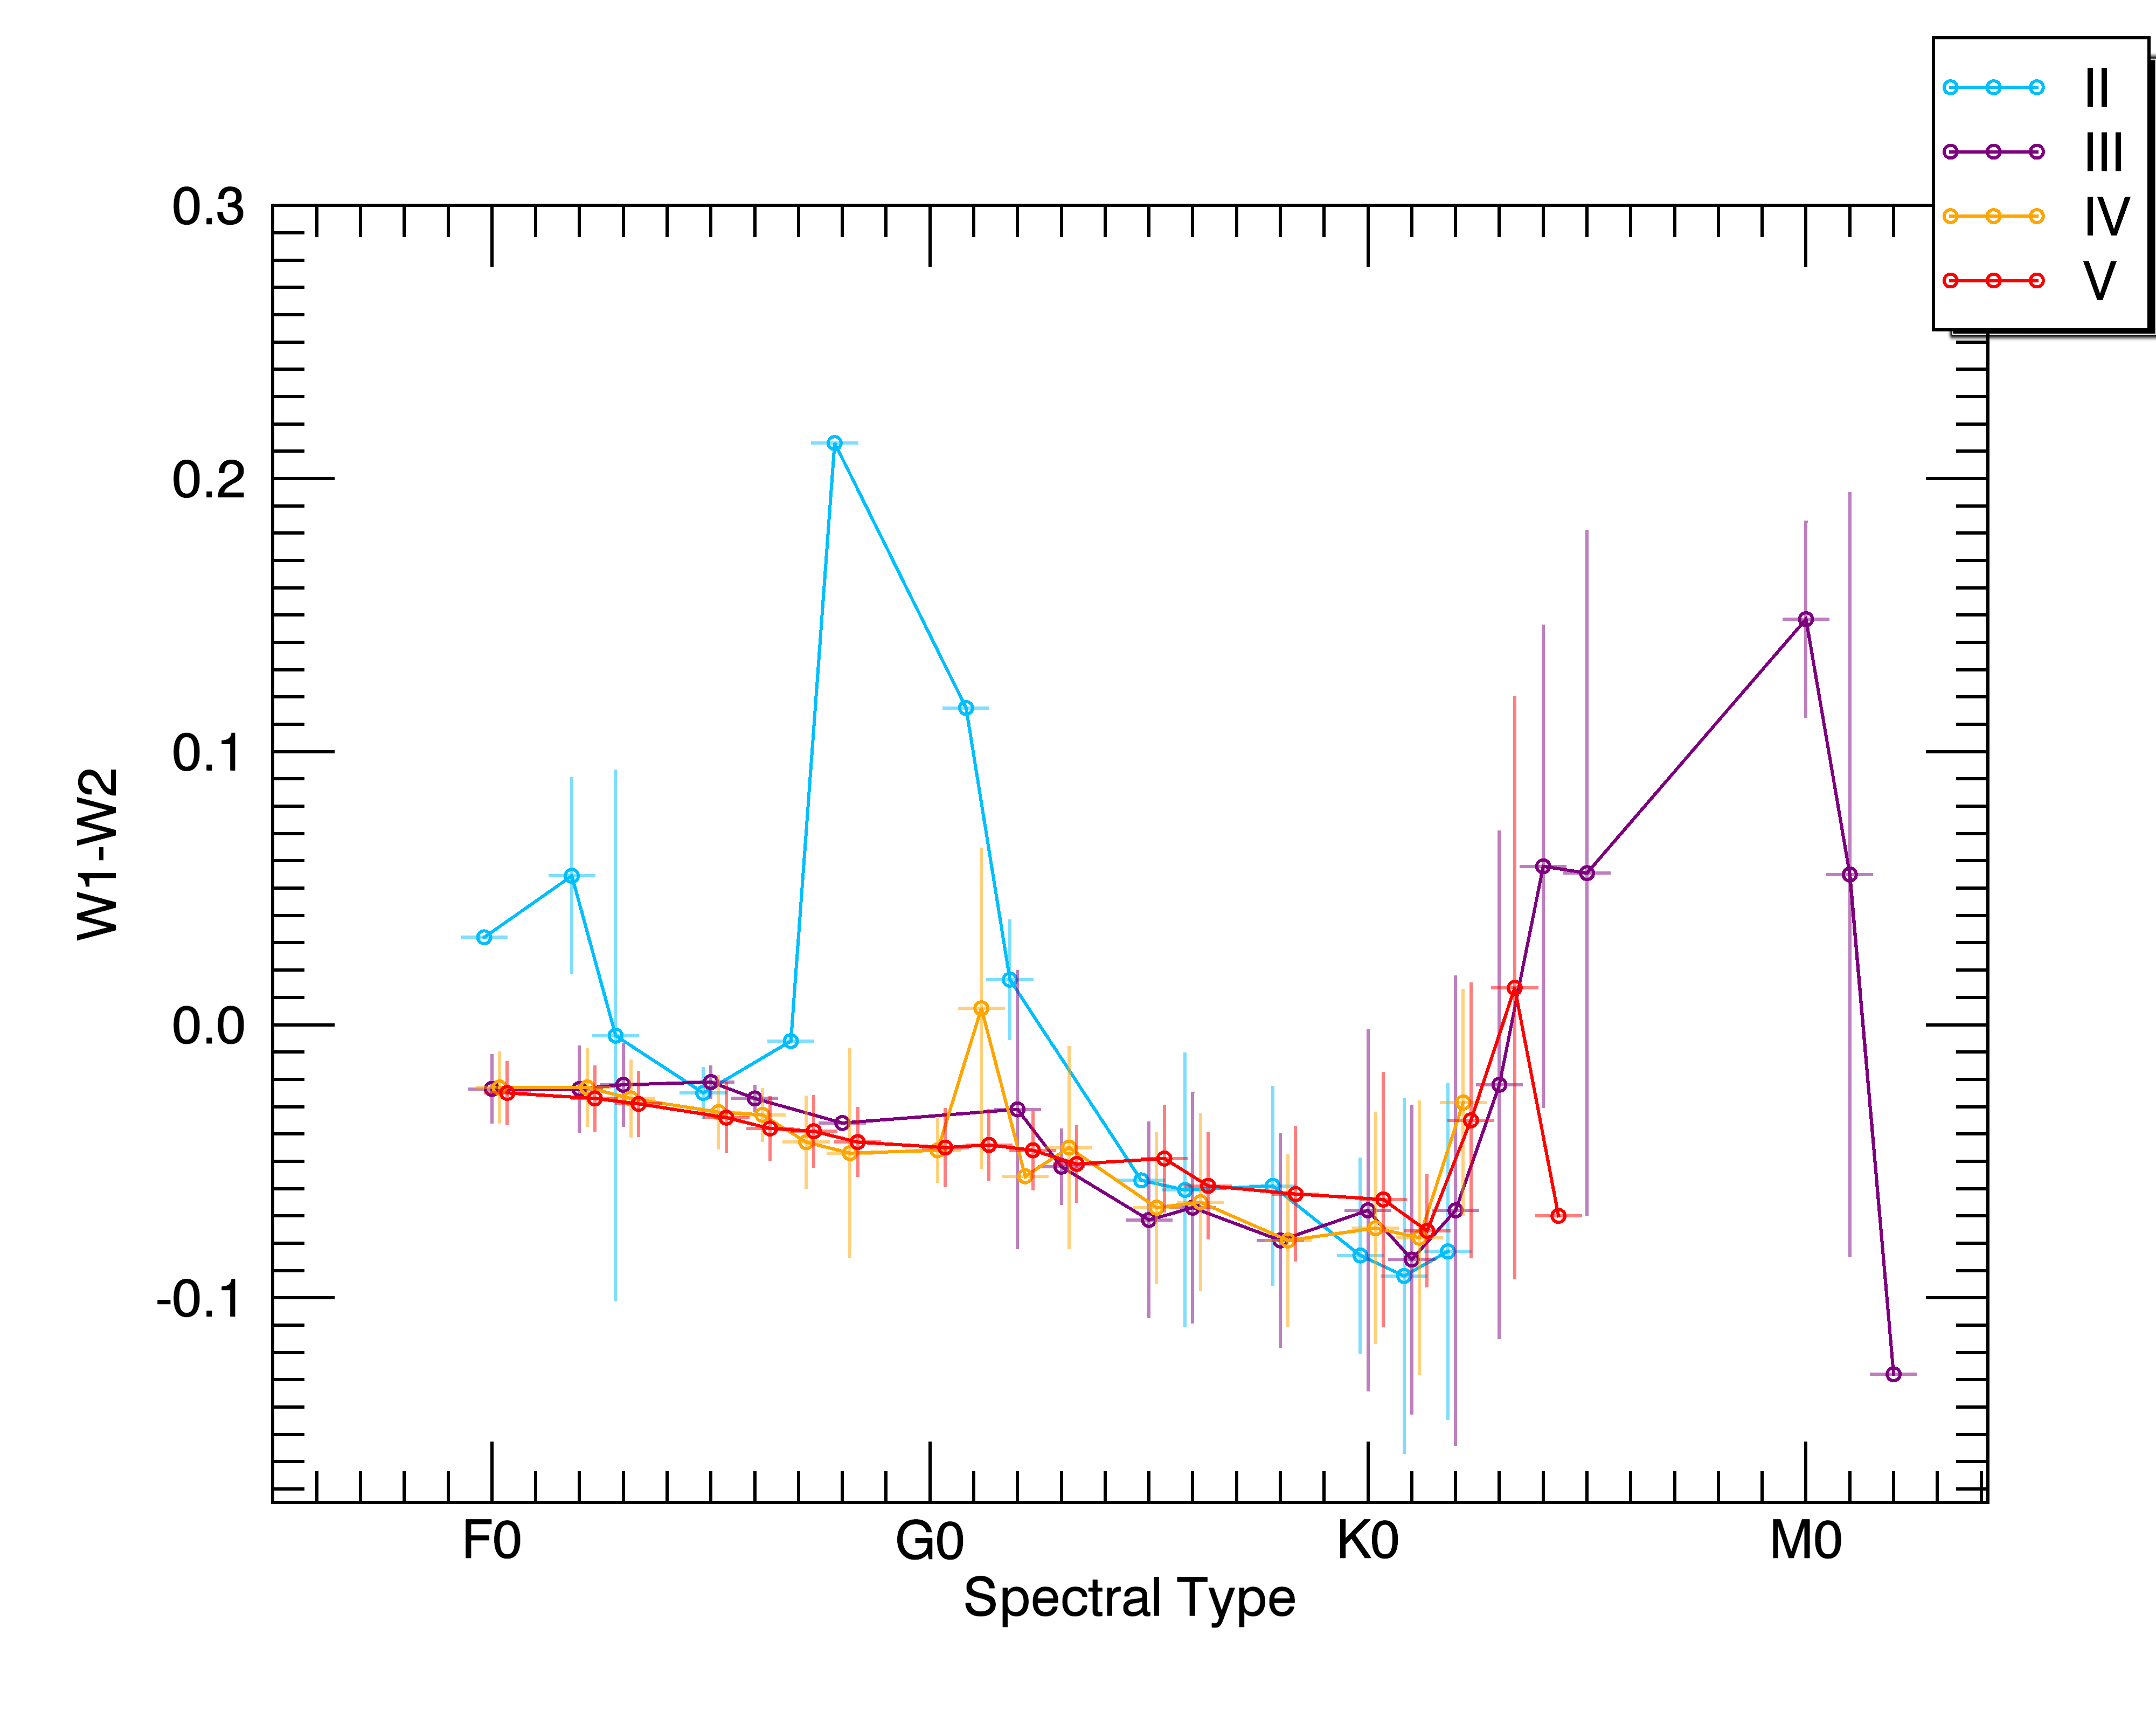 II
III
IV
V
0.3
0.2
0.1
0.0
-0.1
W1-W2
F0 G0 K0 M0
Spectral Type